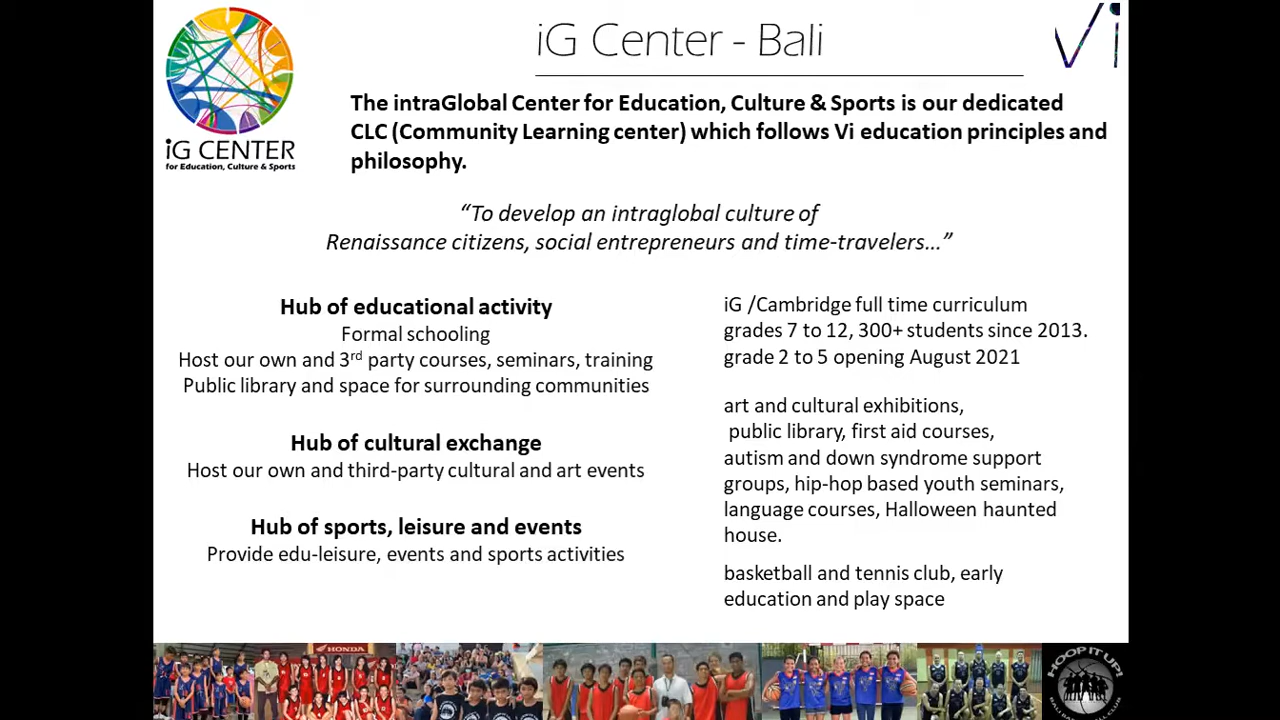 iG Center - Bali
Vi
iG CENTER
for Education, Culture & Sports
The intraGlobal Center for Education, Culture & Sports is our dedicated
CLC (Community Learning center) which follows Vi education principles and
philosophy.
“To develop an intraglobal culture of
Renaissance citizens, social entrepreneurs and time-travelers…”
Hub of educational activity
Formal schooling
Host our own and 3rd party courses, seminars, training
Public library and space for surrounding communities
Hub of cultural exchange
Host our own and third-party cultural and art events
Hub of sports, leisure and events
Provide edu-leisure, events and sports activities
iG /Cambridge full time curriculum
grades 7 to 12, 300+ students since 2013.
grade 2 to 5 opening August 2021
art and cultural exhibitions,
public library, first aid courses,
autism and down syndrome support
groups, hip-hop based youth seminars,
language courses, Halloween haunted
house.
basketball and tennis club, early
education and play space
HONDA
HOOP IT UP!